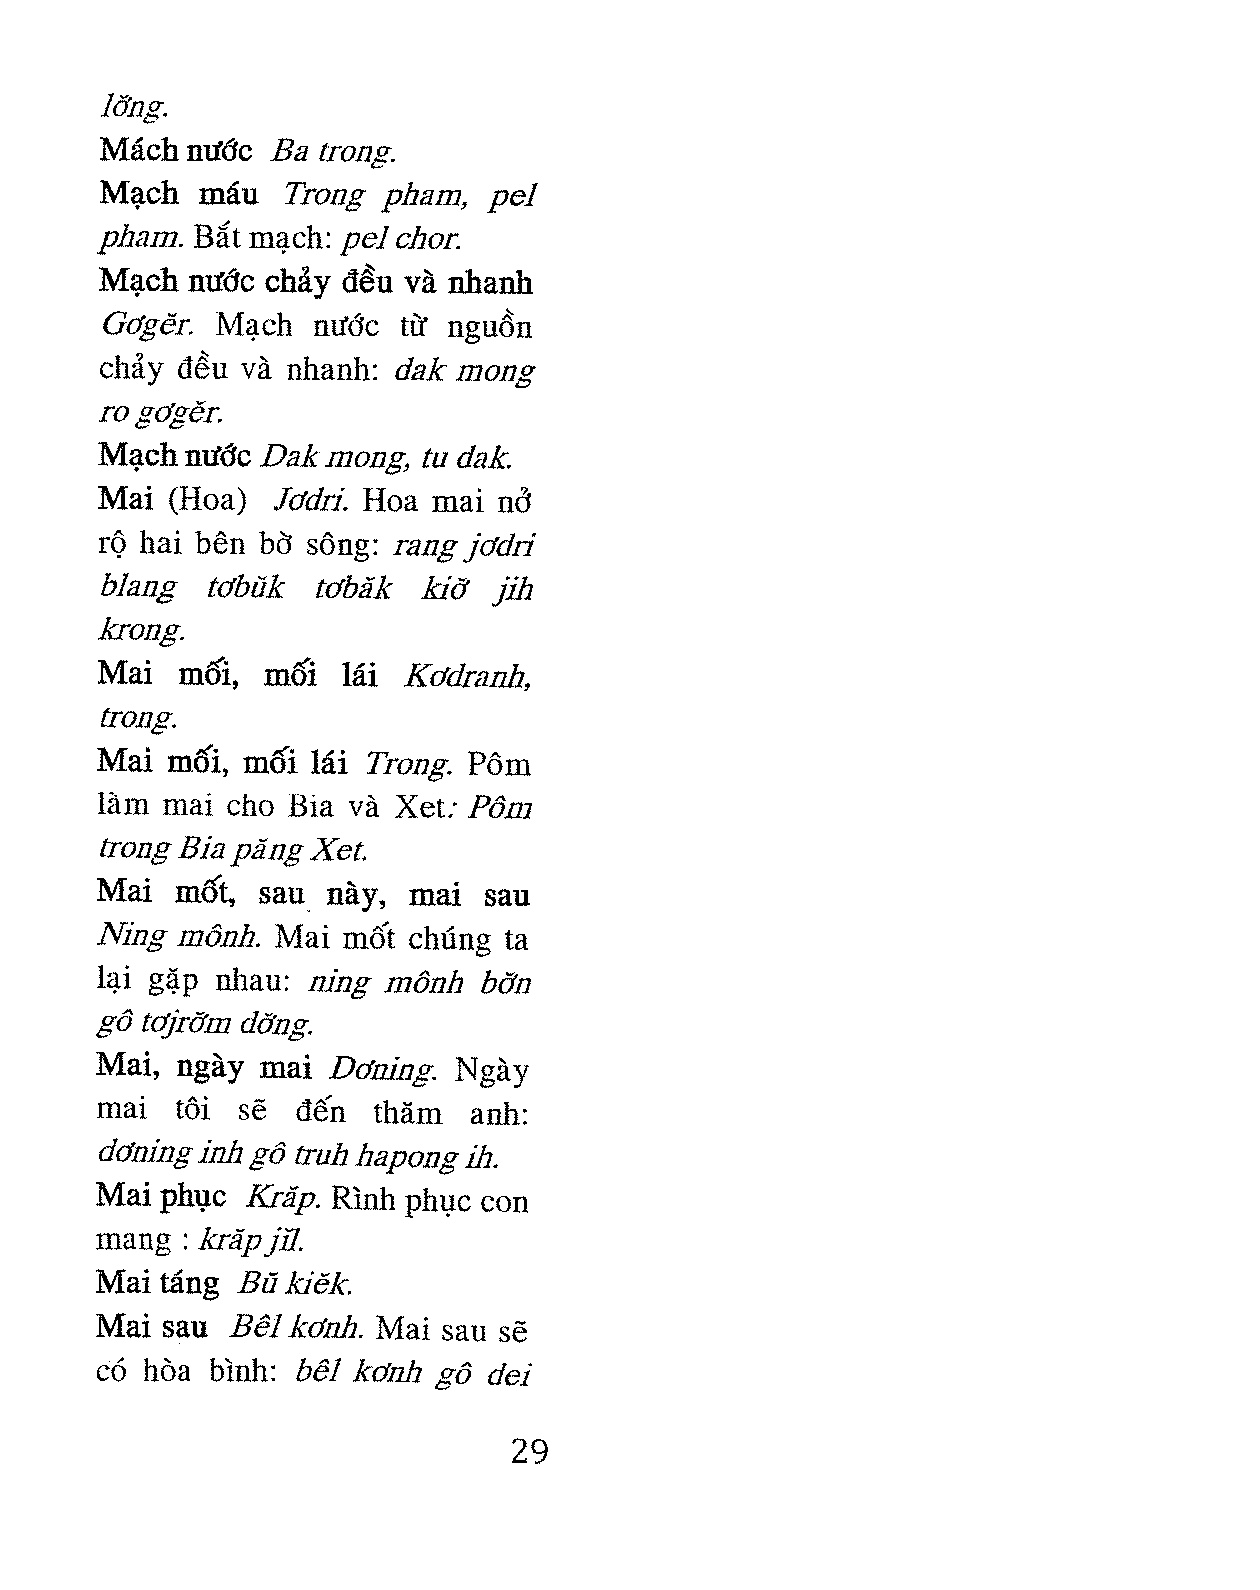 lơ̆ng.
Mách nước Ba trong.
Mạch máu Trong pham, pel
pham. Bắt mạch: pel chor.
Mạch nước chảy đều và nhanh
Gơgĕr. Mạch nước từ nguồn
chảy đều và nhanh: dak mong
ro gơgĕr.
Mạch nước Dak mong, tu dak.
Mai (Hoa) Jơdri. Hoa mai nở
rộ hai bên bờ sông: rang jơdri
blang tơbŭk tơbăk kiơ̆ jih
krong.
Mai mối, mối lái Kơdranh,
trong.
Mai mối, mối lái Trong. Pôm
làm mai cho Bia và Xet: Pôm
trong Bia păng Xet.
Mai mốt, sau này, mai sau
Ning mônh. Mai mốt chúng ta
lại gặp nhau: ning mônh bơ̆n
gô tơjrơ̆m dơ̆ng.
Mai, ngày mai Dơning. Ngày
mai tôi sẽ đến thăm anh:
dơning inh gô truh hapong ih.
Mai phục Krăp. Rình phục con
mang : krăp jĭl.
Mai táng Bŭ kiĕk.
Mai sau Bêl kơnh. Mai sau sẽ
có hòa bình: bêl kơnh gô dei
29